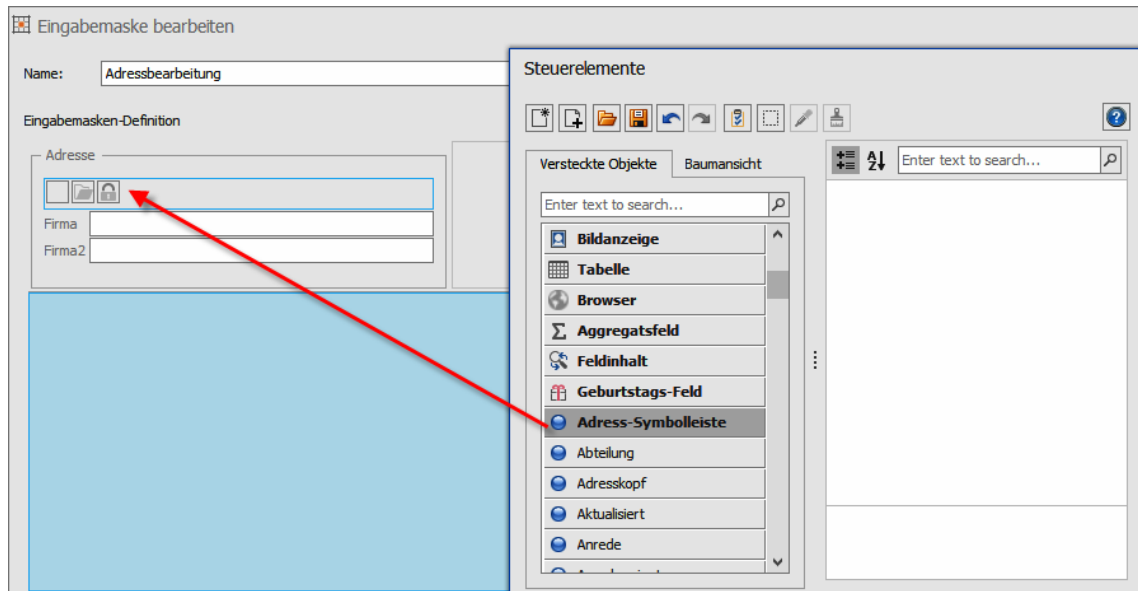 Eingabemaske bearbeiten
Name: Adressbearbeitung
Eingabemasken-Definition
Adresse
Firma
Firma2
Steuerelemente
Versteckte Objekte Baumansicht
Enter text to search...
Enter text to search...
Bildanzeige
Tabelle
Browser
Aggregatsfeld
Feldinhalt
Geburtstags-Feld
Adress-Symbolleiste
Abteilung
Adresskopf
Aktualisiert
Anrede